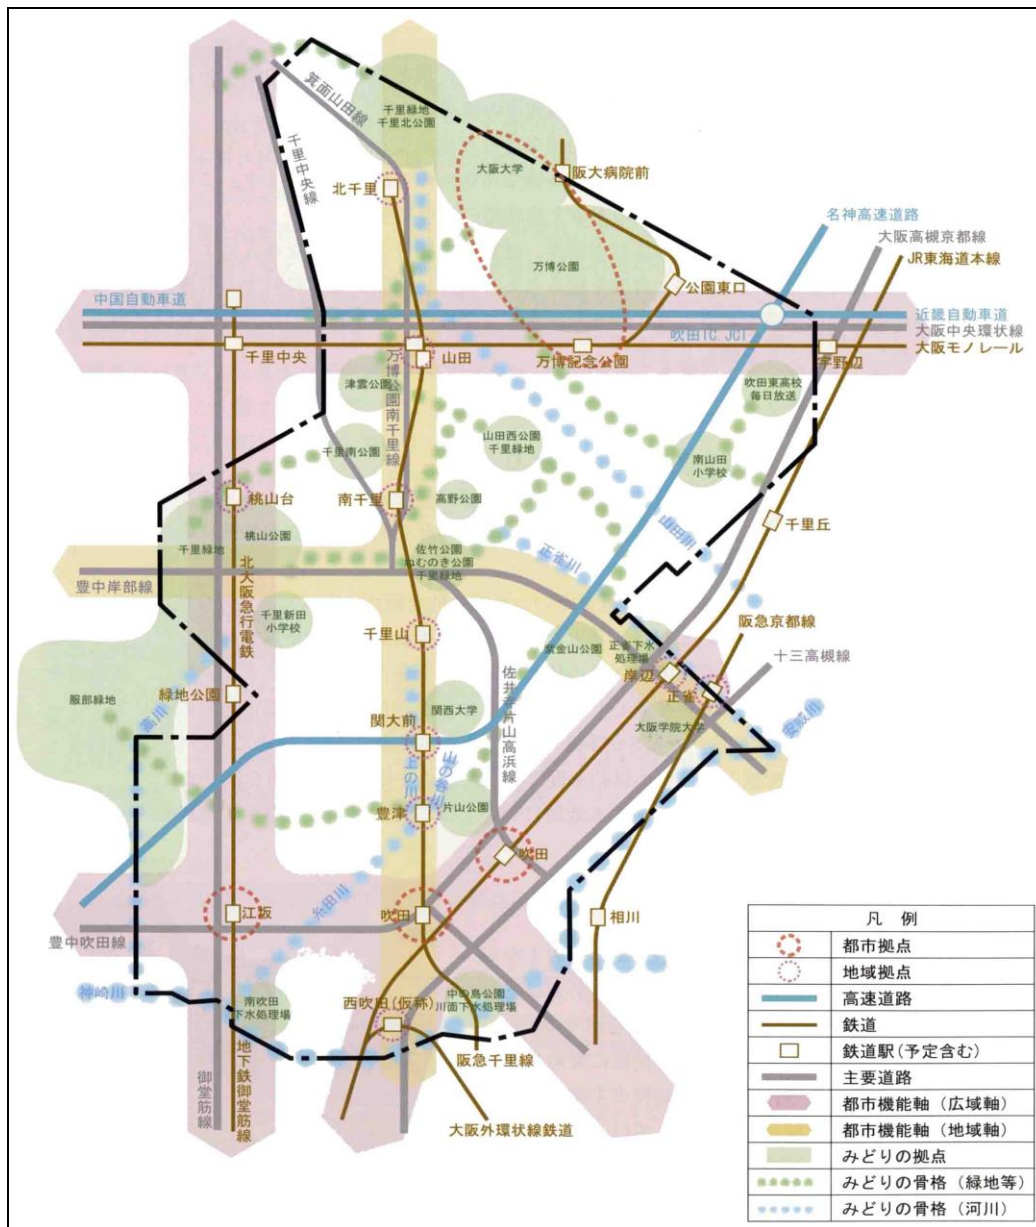 箕面山田線
千里緑地
千里北公園
千里中央線
大阪大学
阪大病院前
北千里
名神高速道路
大阪高槻京都線
JR東海道本線
万博公園
公園東口
中国自動車道
近畿自動車道
吹田IC.JCT
大阪中央環状線
大阪モノレール
千里中央
山田
万博記念公園
宇野辺
万博公園南千里線
津雲公園
吹田東高校
毎日放送
山田西公園
千里緑地
千里南公園
南山田
小学校
桃山台
南千里
高野公園
千里丘
山田川
桃山公園
千里緑地
佐竹公園
ねむのき公園
千里緑地
正雀川
豊中岸部線
北大阪急行電鉄
千里新田
小学校
千里山
阪急京都線
紫金山公園
正雀下水
処理場
十三高槻線
佐井寺片山高浜線
岸辺
正雀
服部緑地
緑地公園
高川
関西大学
大阪学院大学
安威川
関大前
上の川
山の谷川
豊津
片山公園
吹田
江坂
糸田川
吹田
相川
豊中吹田線
神崎川
南吹田
下水処理場
西吹田(仮称)
中の島公園
川面下水処理場
御堂筋線
地下鉄御堂筋線
阪急千里線
大阪外環状線鉄道
凡 例
都市拠点
地域拠点
高速道路
鉄道
鉄道駅(予定含む)
主要道路
都市機能軸(広域軸)
都市機能軸(地域軸)
みどりの拠点
みどりの骨格(緑地等)
みどりの骨格(河川)